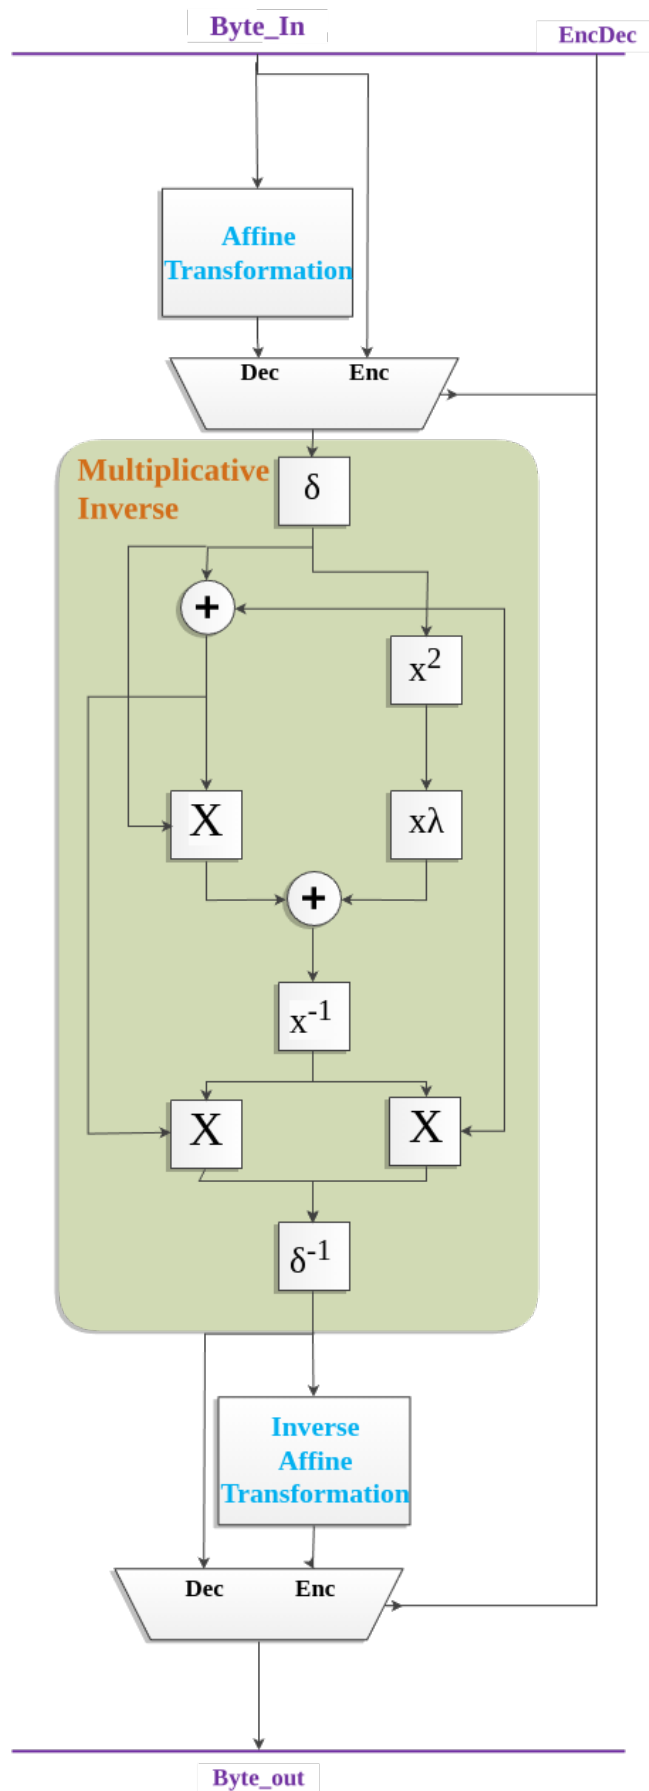 Byte_In
EncDec
Affine
Transformation
Dec Enc
Multiplicative
Inverse
δ
+
x²
X
xλ
+
x⁻¹
X X
δ⁻¹
Inverse
Affine
Transformation
Dec Enc
Byte_out